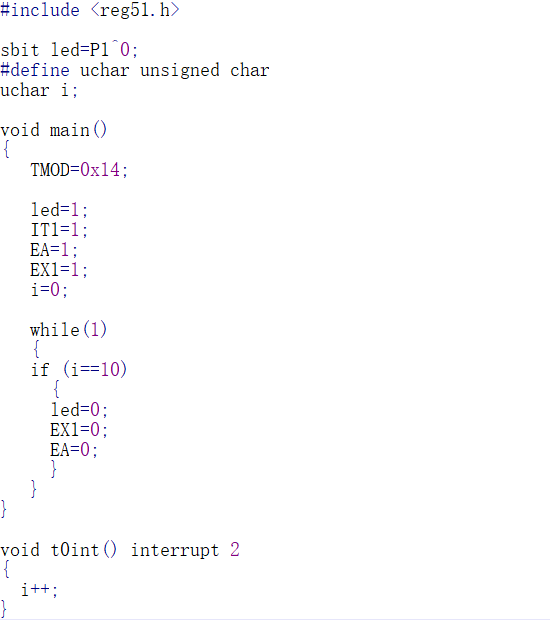 #include <reg51.h>
sbit led=P1^0;
#define uchar unsigned char
uchar i;
void main()
{
TMOD=0x14;
led=1;
IT1=1;
EA=1;
EX1=1;
i=0;
while(1)
{
if (i==10)
{
led=0;
EX1=0;
EA=0;
}
}
}
void t0int() interrupt 2
{
i++;
}